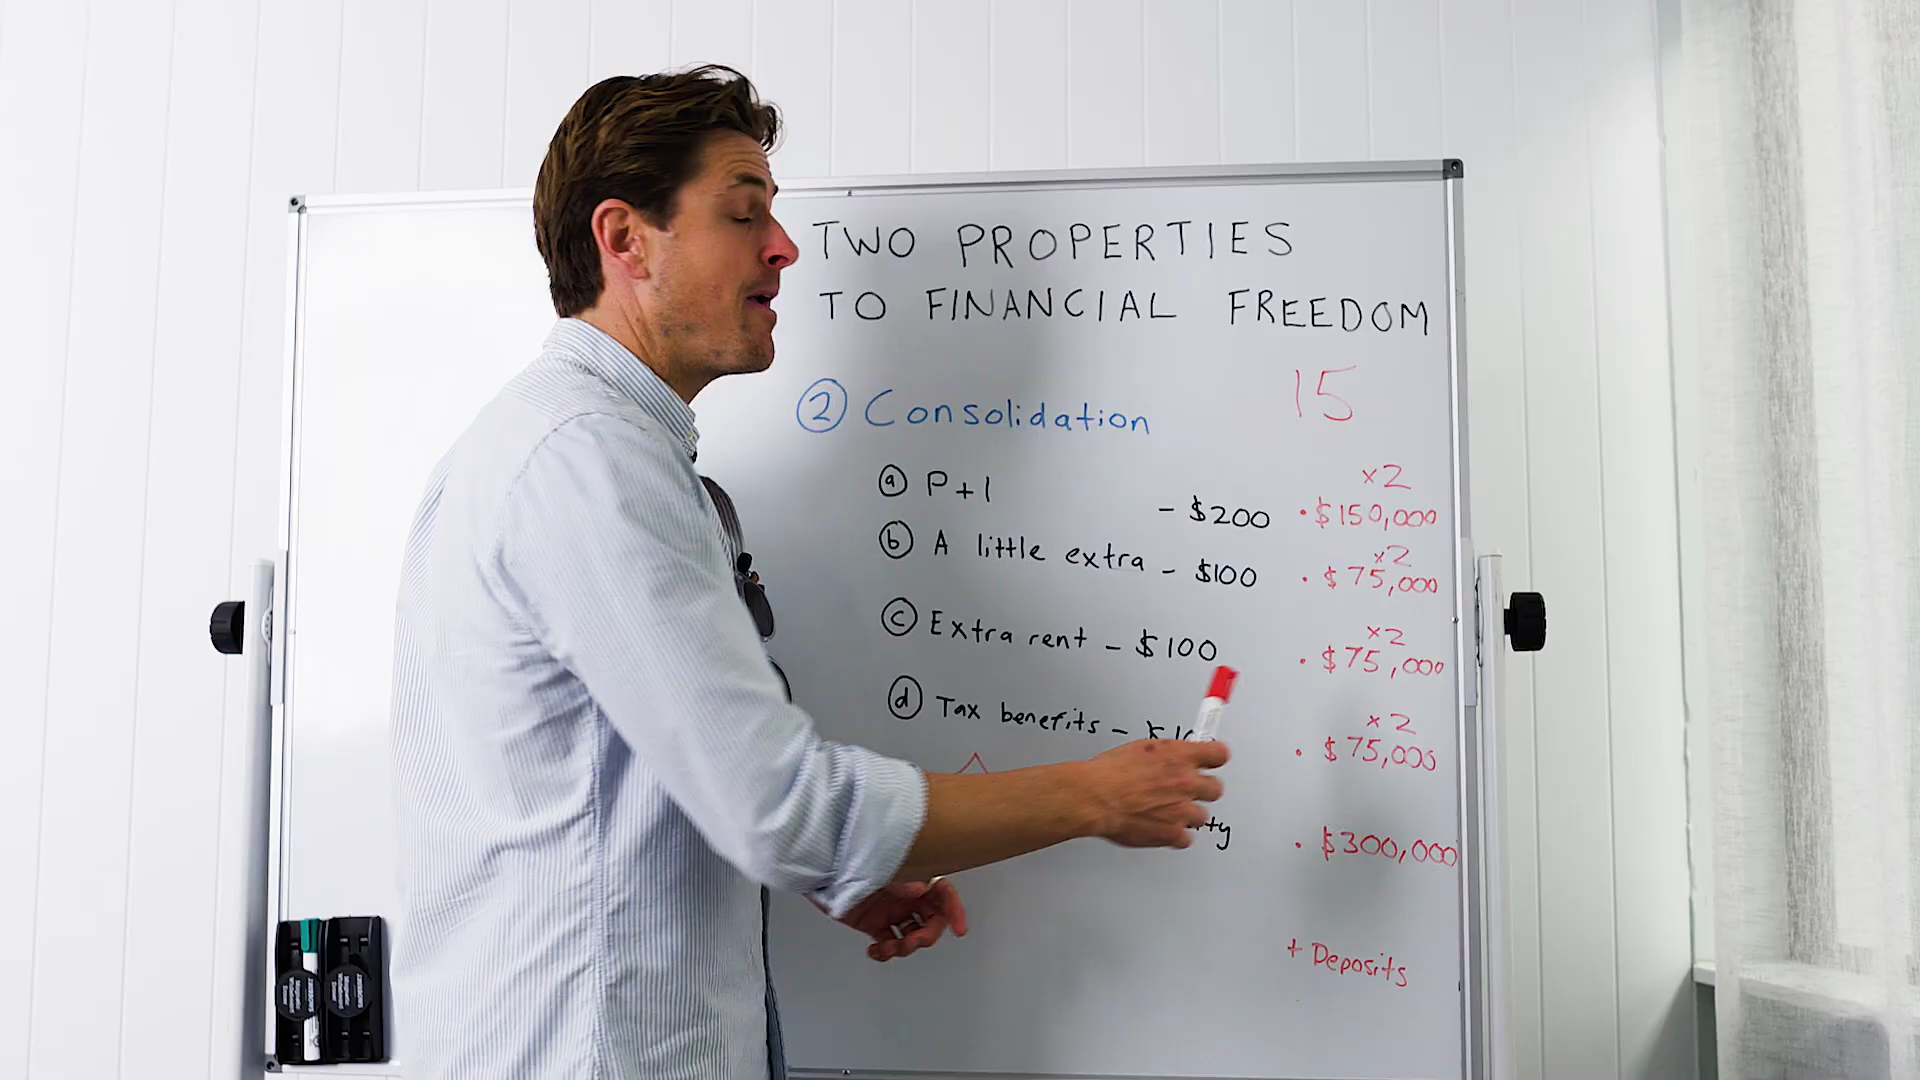 TWO PROPERTIES
TO FINANCIAL FREEDOM
15
② Consolidation
ⓐ P+I
- $200
x2
• $150,000
ⓑ A little extra - $100
x2
• $75,000
ⓒ Extra rent - $100
x2
• $75,000
ⓓ Tax benefits -
x2
• $75,000
• $300,000
+ Deposits